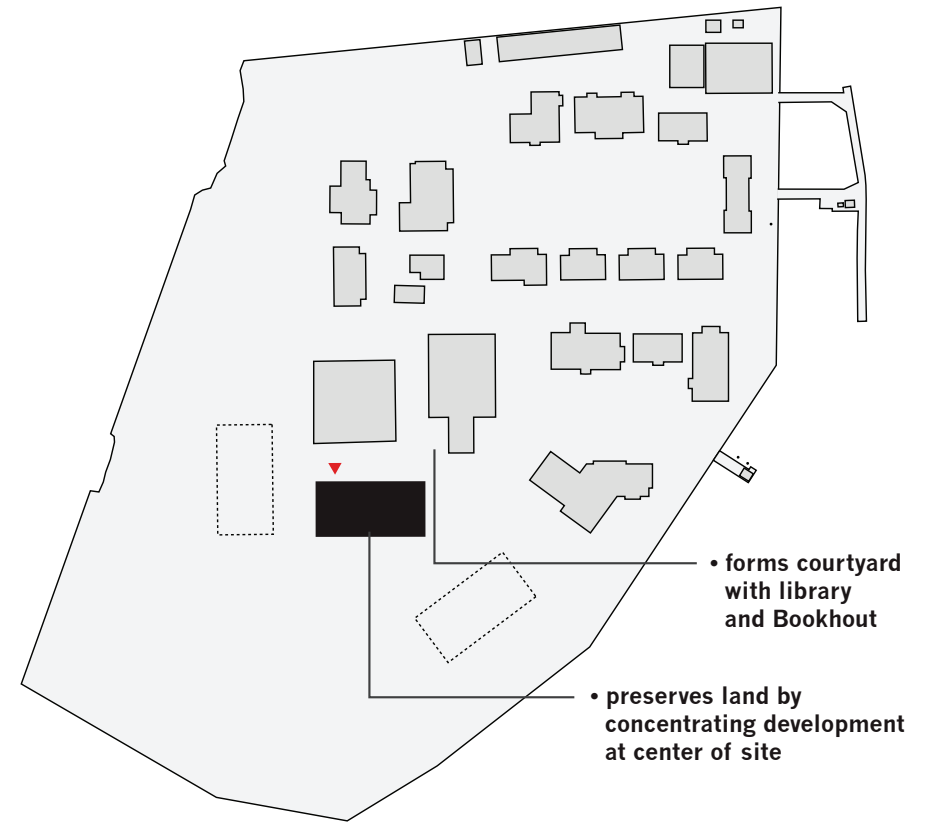 • forms courtyard
with library
and Bookhout
• preserves land by
concentrating development
at center of site